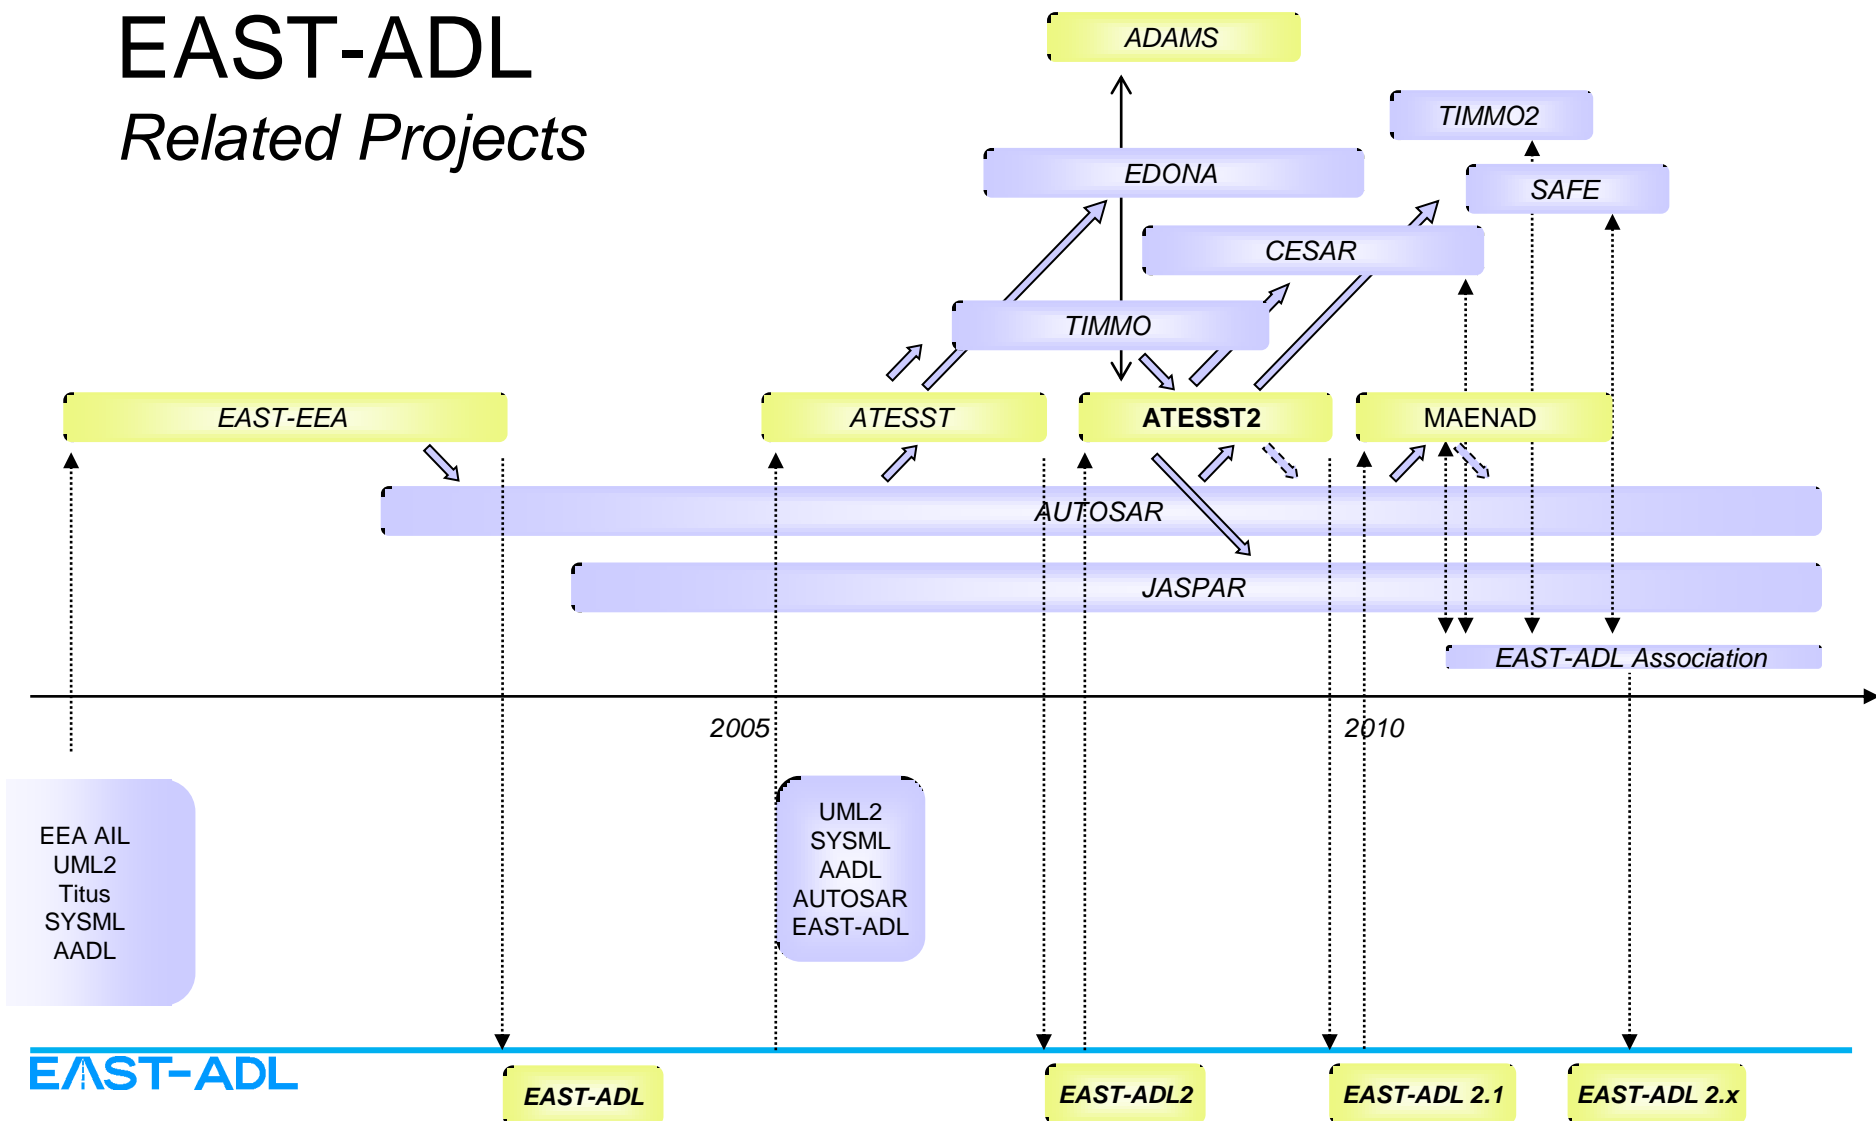 EAST-ADL
Related Projects
ADAMS
TIMMO2
EDONA
SAFE
CESAR
TIMMO
EAST-EEA
ATESST
ATESST2
MAENAD
AUTOSAR
JASPAR
EAST-ADL Association
2005
2010
EEA AIL
UML2
Titus
SYSML
AADL
UML2
SYSML
AADL
AUTOSAR
EAST-ADL
EAST-ADL
EAST-ADL
EAST-ADL2
EAST-ADL 2.1
EAST-ADL 2.x